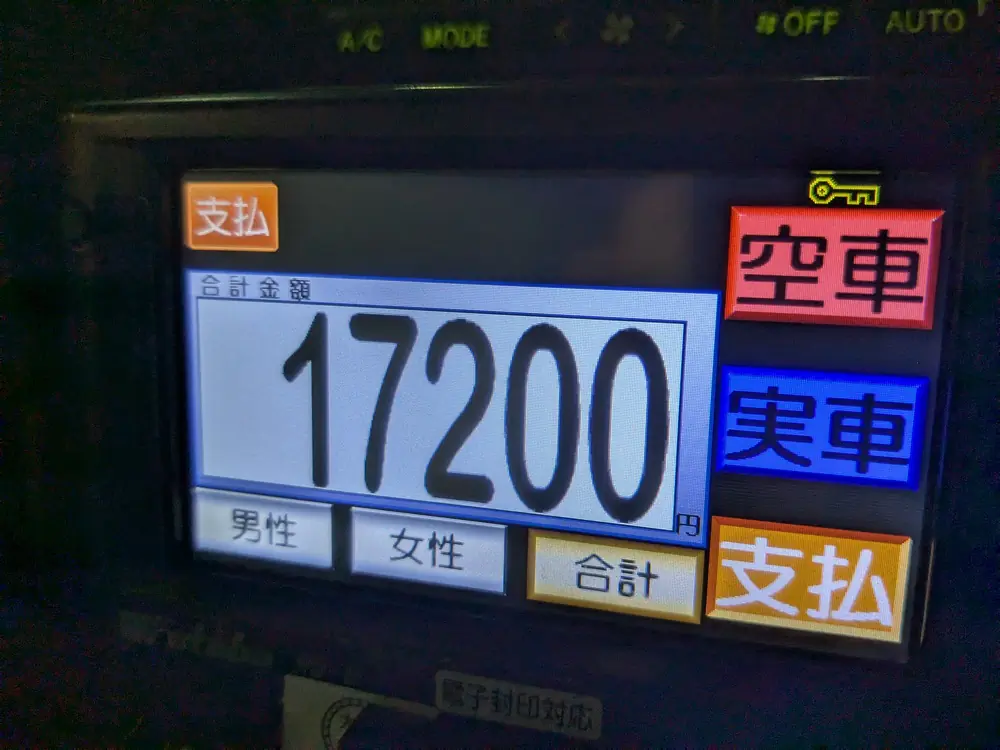 A/C MODE OFF AUTO
支払
合計金額
17200
円
空車
実車
支払
男性 女性 合計
電子封印対応